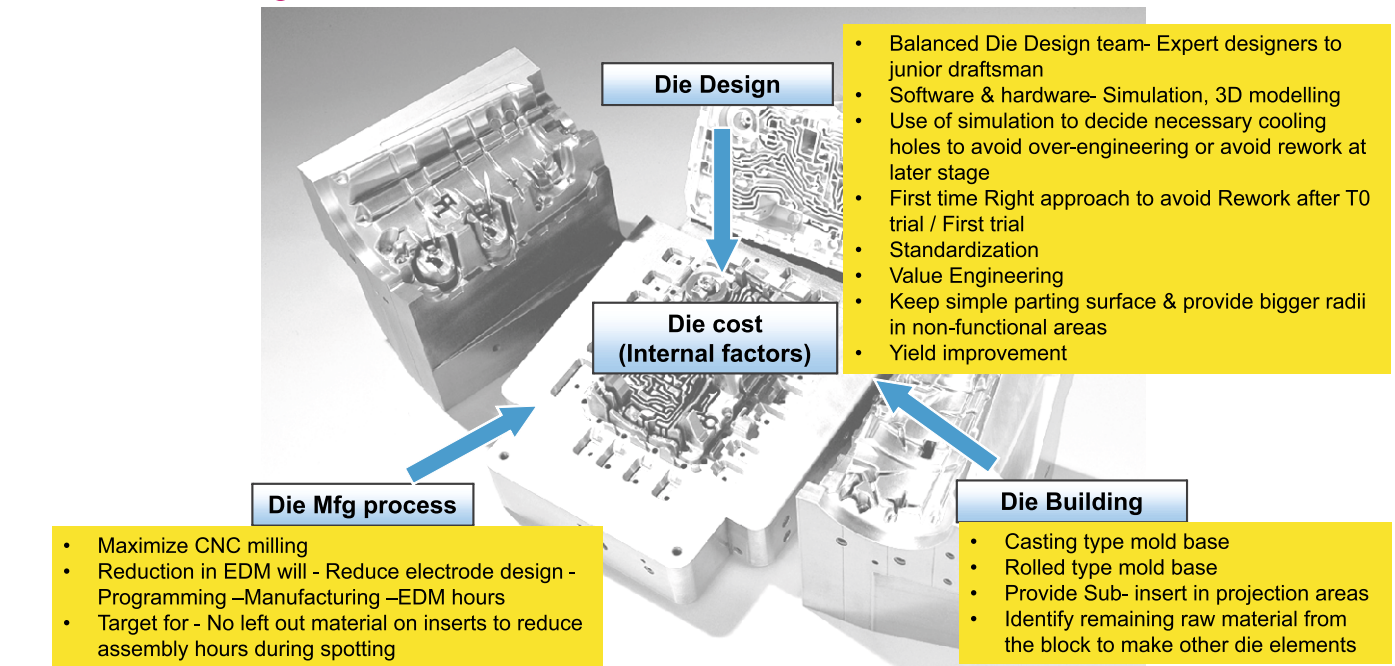 Die Design
• Balanced Die Design team- Expert designers to
junior draftsman
• Software & hardware- Simulation, 3D modelling
• Use of simulation to decide necessary cooling
holes to avoid over-engineering or avoid rework at
later stage
• First time Right approach to avoid Rework after T0
trial / First trial
• Standardization
• Value Engineering
• Keep simple parting surface & provide bigger radii
in non-functional areas
• Yield improvement
Die cost
(Internal factors)
Die Mfg process
• Maximize CNC milling
• Reduction in EDM will - Reduce electrode design -
Programming –Manufacturing –EDM hours
• Target for - No left out material on inserts to reduce
assembly hours during spotting
Die Building
• Casting type mold base
• Rolled type mold base
• Provide Sub- insert in projection areas
• Identify remaining raw material from
the block to make other die elements